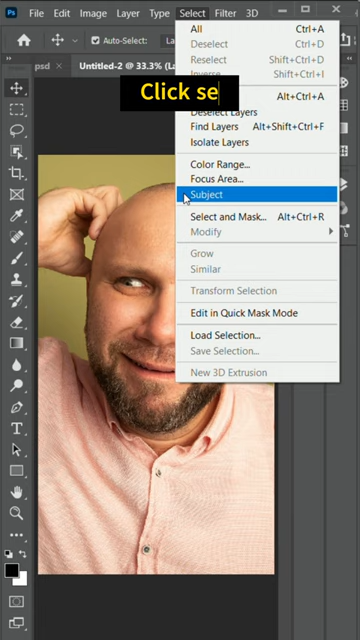 Ps File Edit Image Layer Type Select Filter 3D
Auto-Select:
psd × Untitled-2 @ 33.3%
All Ctrl+A
Deselect Ctrl+D
Reselect Shift+Ctrl+D
Inverse Shift+Ctrl+I
Click se
Alt+Ctrl+A
Deselect Layers
Find Layers Alt+Shift+Ctrl+F
Isolate Layers
Color Range...
Focus Area...
Subject
Select and Mask... Alt+Ctrl+R
Modify
Grow
Similar
Transform Selection
Edit in Quick Mask Mode
Load Selection...
Save Selection...
New 3D Extrusion